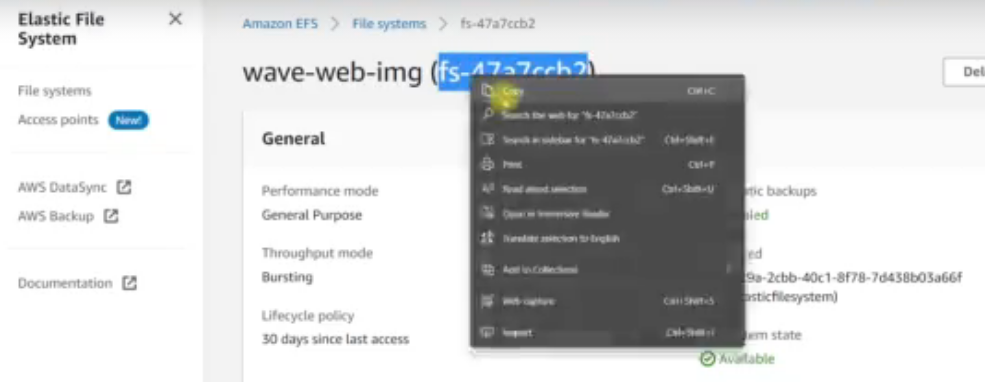 Elastic File
System
File systems
Access points New!
AWS DataSync
AWS Backup
Documentation
Amazon EFS > File systems > fs-47a7ccb2
wave-web-img (fs-47a7ccb2)
Del
General
Performance mode
General Purpose
Throughput mode
Bursting
Lifecycle policy
30 days since last access
Copy Ctrl+C
Search the web for "fs-47a7ccb2"
Search in sidebar for "fs-47a7ccb2" Ctrl+Shift+E
Print Ctrl+P
Read aloud selection Ctrl+Shift+U
Open in Immersive Reader
Translate selection to English
Add to Collections
Web capture Ctrl+Shift+S
Inspect Ctrl+Shift+I
tic backups
led
ed
9a-2cbb-40c1-8f78-7d438b03a66f
asticfilesystem)
em state
Available